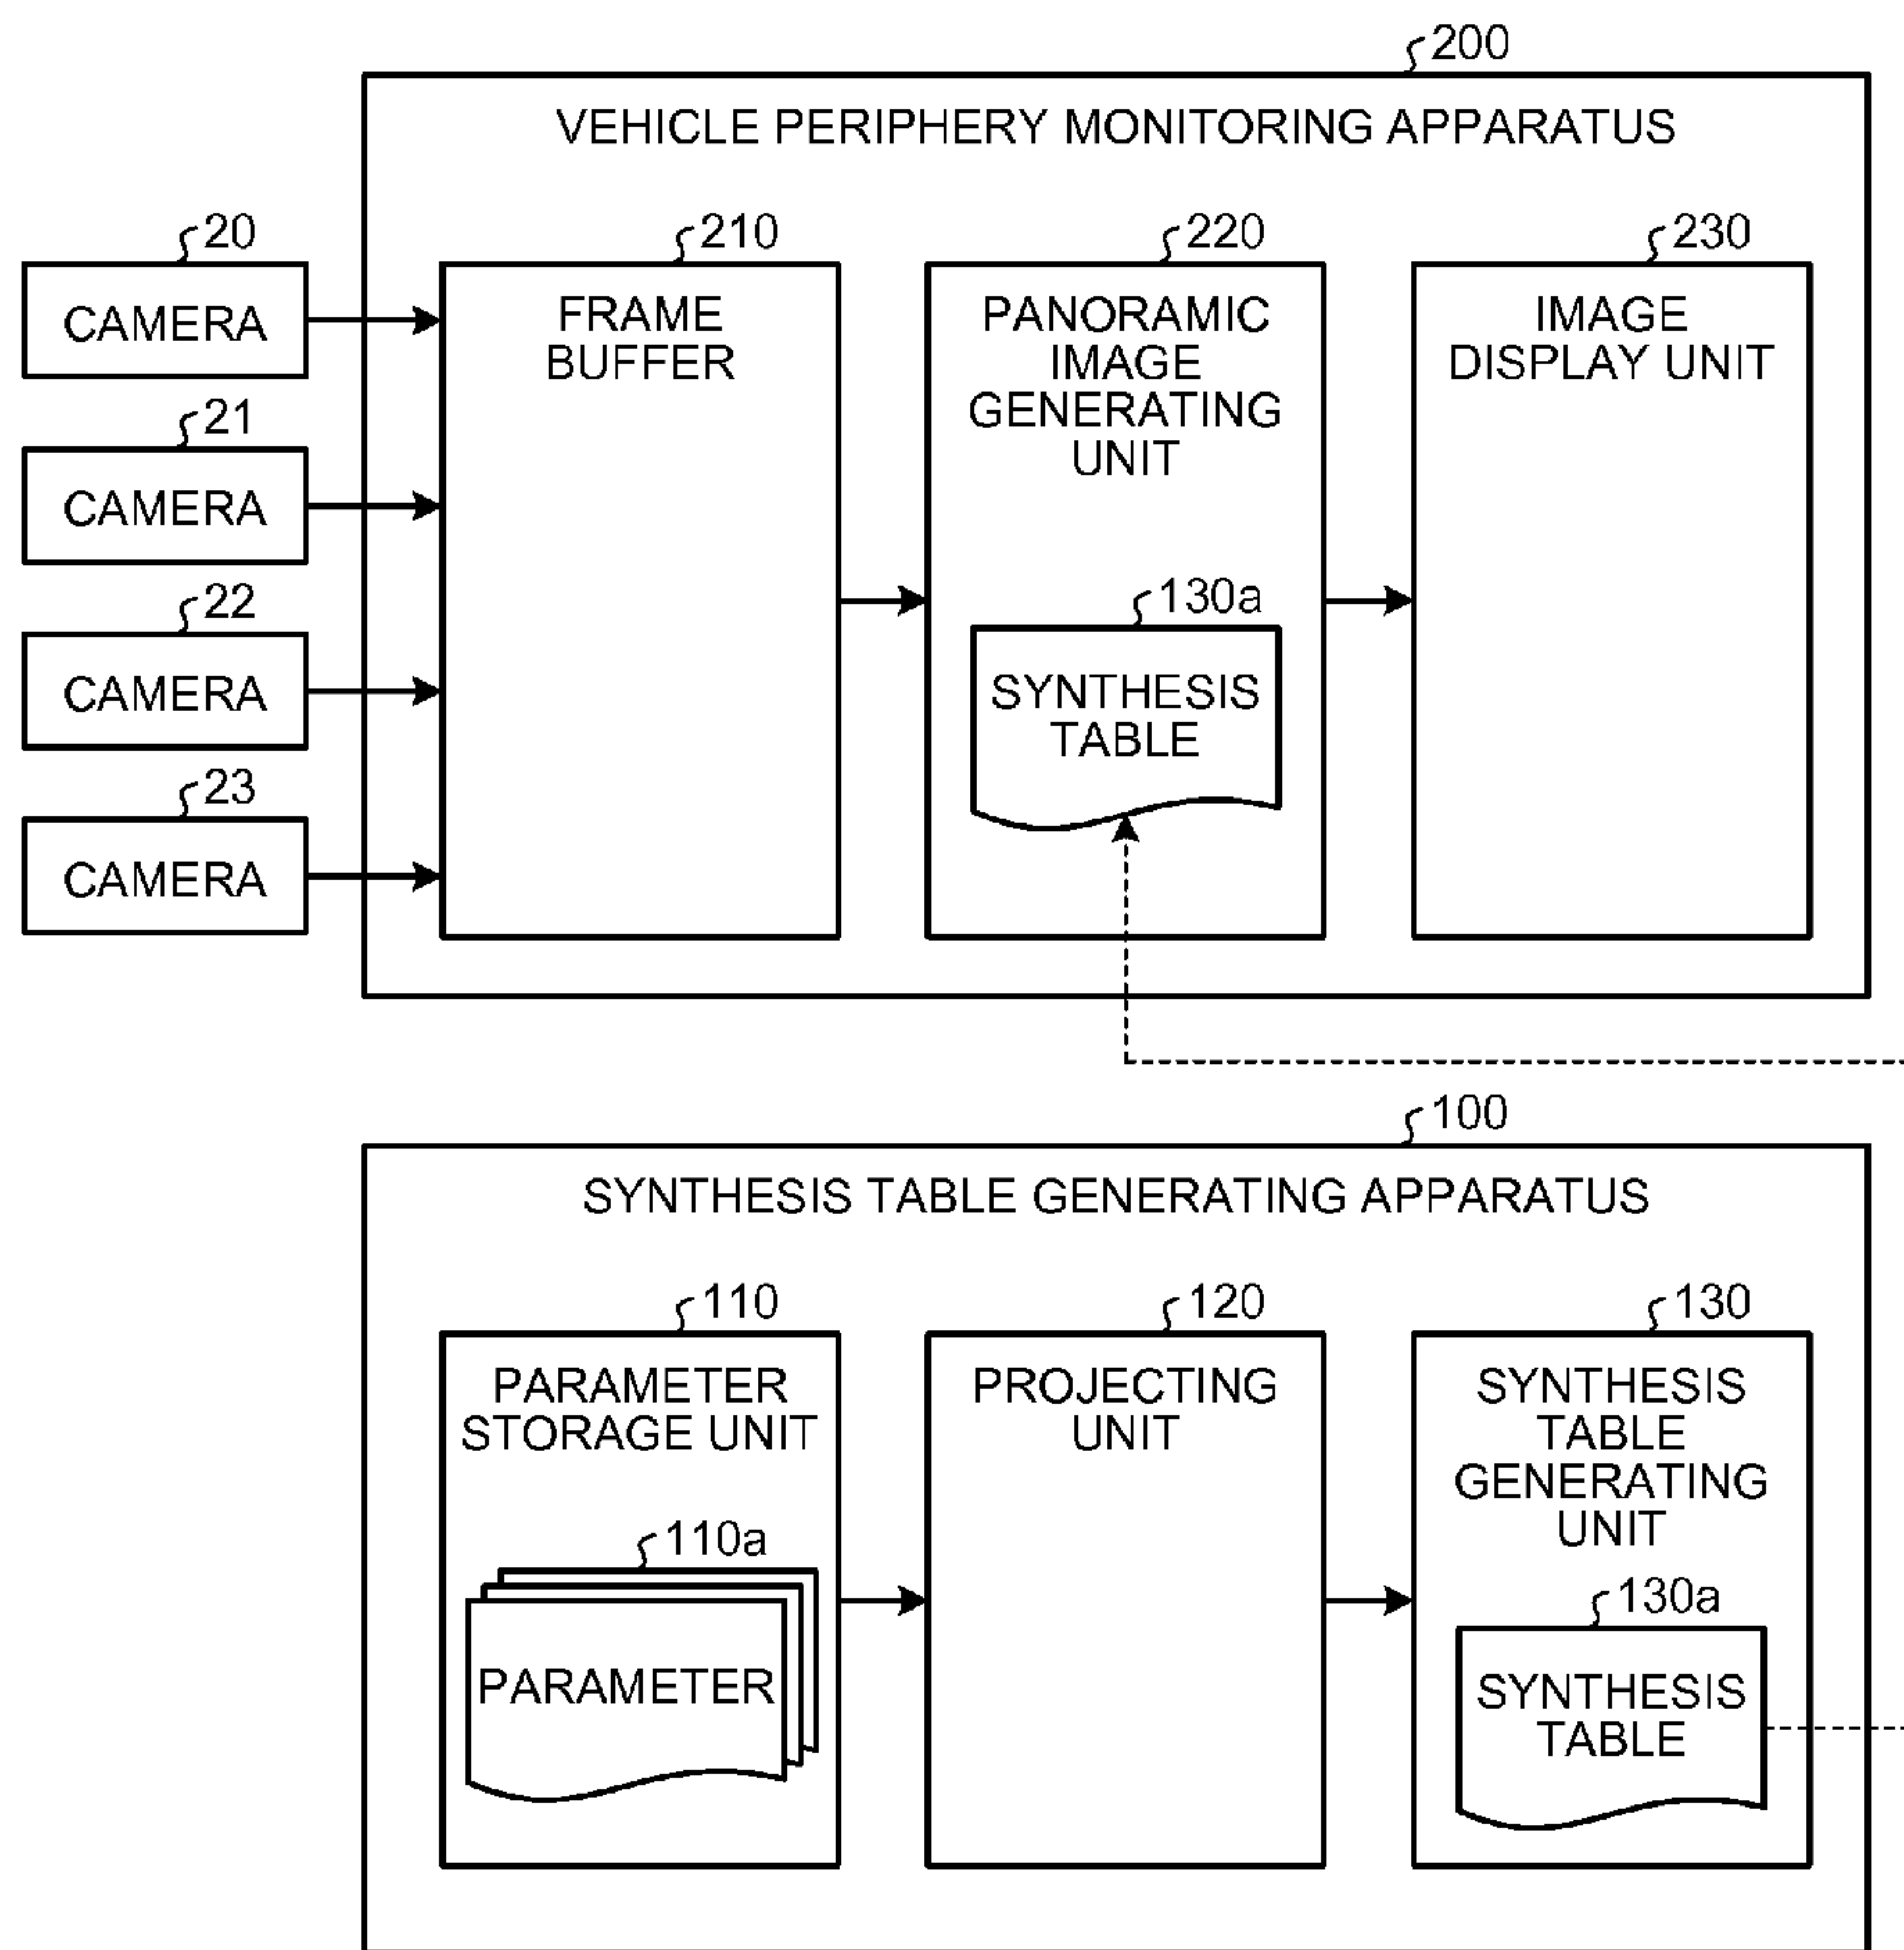 200
VEHICLE PERIPHERY MONITORING APPARATUS
20
CAMERA
21
CAMERA
22
CAMERA
23
CAMERA
210
FRAME
BUFFER
220
PANORAMIC
IMAGE
GENERATING
UNIT
130a
SYNTHESIS
TABLE
230
IMAGE
DISPLAY UNIT
100
SYNTHESIS TABLE GENERATING APPARATUS
110
PARAMETER
STORAGE UNIT
110a
PARAMETER
120
PROJECTING
UNIT
130
SYNTHESIS
TABLE
GENERATING
UNIT
130a
SYNTHESIS
TABLE